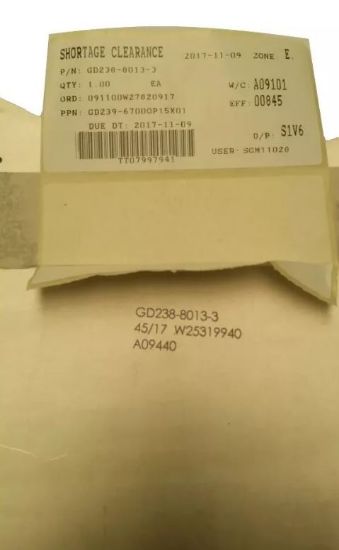 SHORTAGE CLEARANCE 2017-11-09 ZONE E.
P/N: GD238-8013-3
QTY: 1.00 EA W/C: A09101
ORD: 091100W27820917 EFF: 00845
PPN: GD239-67000P15X01
DUE DT: 2017-11-09 D/P: S1V6
TT07997941 USER: SCM11020
GD238-8013-3
45/17 W25319940
A09440